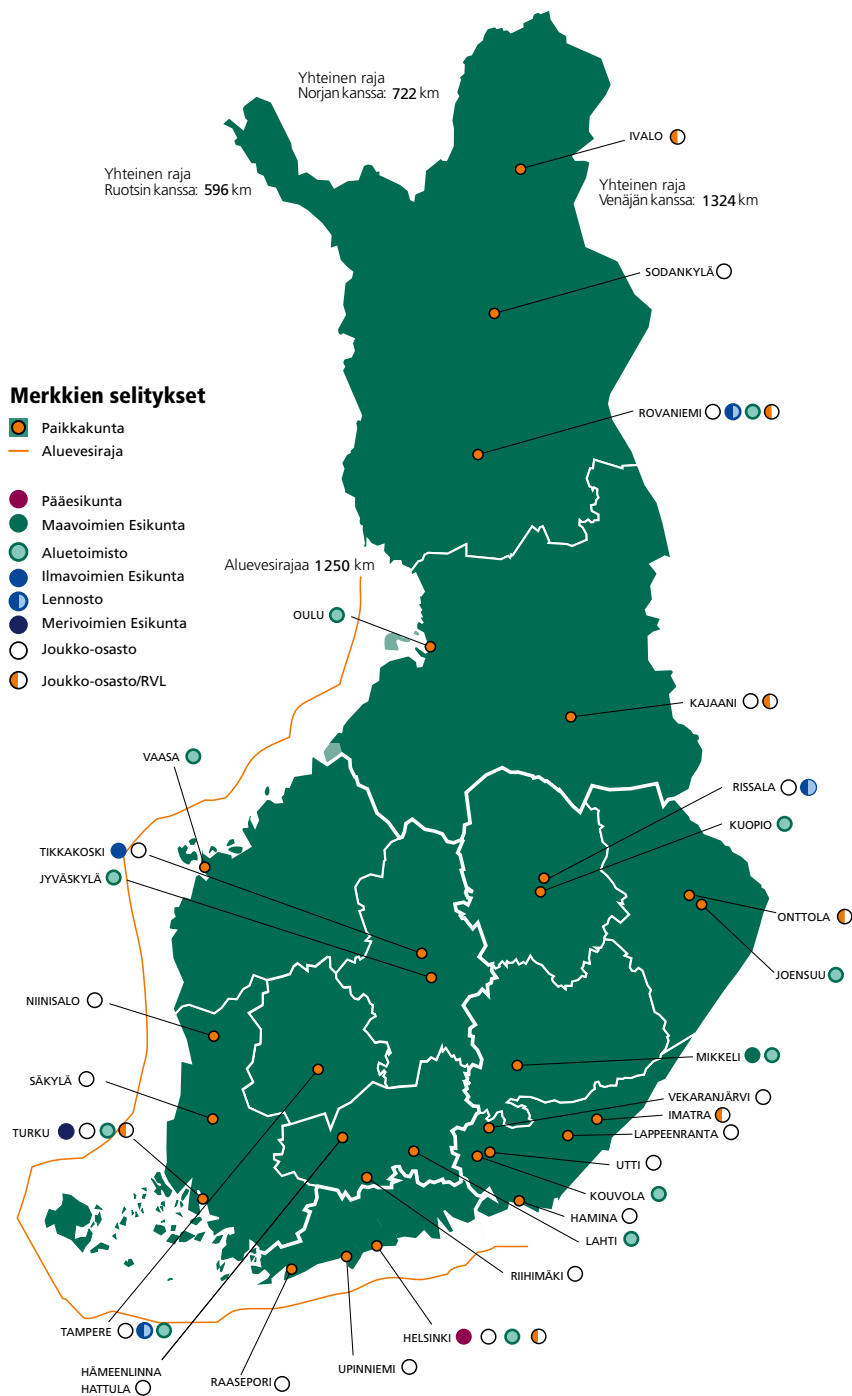 Yhteinen raja
Norjan kanssa: 722 km
IVALO
Yhteinen raja
Ruotsin kanssa: 596 km
Yhteinen raja
Venäjän kanssa: 1324 km
SODANKYLÄ
Merkkien selitykset
Paikkakunta
Aluevesiraja
Pääesikunta
Maavoimien Esikunta
Aluetoimisto
Ilmavoimien Esikunta
Lennosto
Merivoimien Esikunta
Joukko-osasto
Joukko-osasto/RVL
ROVANIEMI
Aluevesirajaa 1250 km
OULU
KAJAANI
VAASA
RISSALA
KUOPIO
TIKKAKOSKI
JYVÄSKYLÄ
ONTTOLA
JOENSUU
NIINISALO
MIKKELI
SÄKYLÄ
VEKARANJÄRVI
IMATRA
TURKU
LAPPEENRANTA
UTTI
KOUVOLA
HAMINA
LAHTI
RIIHIMÄKI
TAMPERE
HELSINKI
HÄMEENLINNA
HATTULA
RAASEPORI
UPINNIEMI